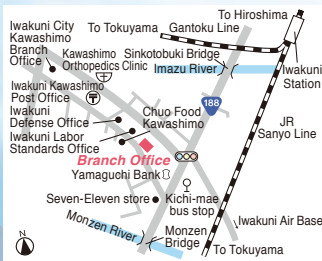 To Hiroshima
Iwakuni City
Kawashimo
Branch
Office
To Tokuyama
Gantoku Line
Kawashimo
Orthopedics Clinic
Sinkotobuki Bridge
Imazu River
Iwakuni
Station
Iwakuni Kawashimo
Post Office
〒
188
Iwakuni
Defense Office
Chuo Food
Kawashimo
JR
Sanyo Line
Iwakuni Labor
Standards Office
Branch Office
Yamaguchi Bank
Seven-Eleven store
Kichi-mae
bus stop
Iwakuni Air Base
Monzen River
Monzen
Bridge
To Tokuyama
N